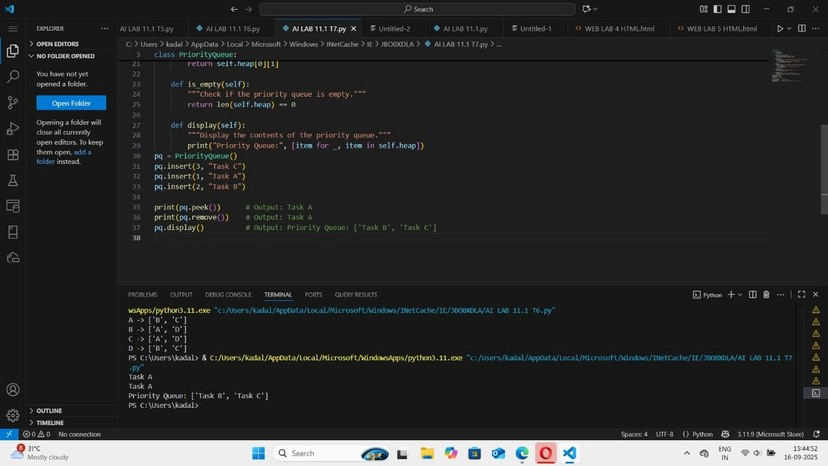 Search
EXPLORER
AI LAB 11.1 T5.py
AI LAB 11.1 T6.py
AI LAB 11.1 T7.py
Untitled-2
AI LAB 11.1.py
Untitled-1
WEB LAB 4 HTML.html
WEB LAB 5 HTML.html
OPEN EDITORS
NO FOLDER OPENED
You have not yet
opened a folder.
Open Folder
Opening a folder will
close all currently
open editors. To keep
them open, add a
folder instead.
OUTLINE
TIMELINE
C: > Users > kadal > AppData > Local > Microsoft > Windows > INetCache > IE > JBO0XDLA > AI LAB 11.1 T7.py > ...
3 class PriorityQueue:
21 return self.heap[0][1]
22
23 def is_empty(self):
24 """Check if the priority queue is empty."""
25 return len(self.heap) == 0
26
27 def display(self):
28 """Display the contents of the priority queue."""
29 print("Priority Queue:", [item for _, item in self.heap])
30 pq = PriorityQueue()
31 pq.insert(3, "Task C")
32 pq.insert(1, "Task A")
33 pq.insert(2, "Task B")
34
35 print(pq.peek()) # Output: Task A
36 print(pq.remove()) # Output: Task A
37 pq.display() # Output: Priority Queue: ['Task B', 'Task C']
38
PROBLEMS OUTPUT DEBUG CONSOLE TERMINAL PORTS QUERY RESULTS
Python
wsApps/python3.11.exe "c:/Users/kadal/AppData/Local/Microsoft/Windows/INetCache/IE/JBO0XDLA/AI LAB 11.1 T6.py"
A -> ['B', 'C']
B -> ['A', 'D']
C -> ['A', 'D']
D -> ['B', 'C']
PS C:\Users\kadal> & C:/Users/kadal/AppData/Local/Microsoft/WindowsApps/python3.11.exe "c:/Users/kadal/AppData/Local/Microsoft/Windows/INetCache/IE/JBO0XDLA/AI LAB 11.1 T7
.py"
Task A
Task A
Priority Queue: ['Task B', 'Task C']
PS C:\Users\kadal>
0 0 No connection
Spaces: 4 UTF-8 Python 3.11.9 (Microsoft Store)
31°C
Mostly cloudy
Search
ENG
IN
15:44:52
16-09-2025